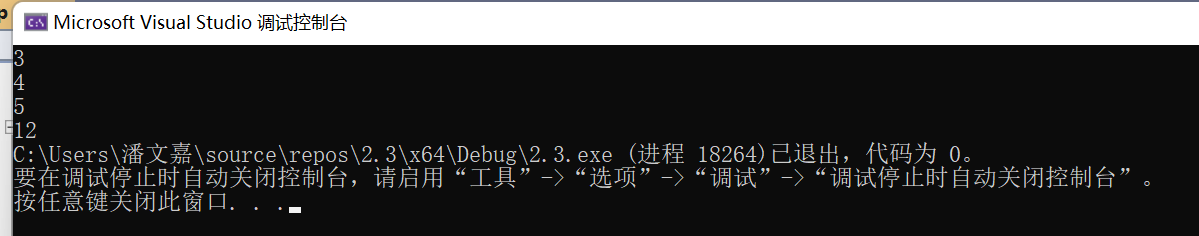 p
C:\
Microsoft Visual Studio 调试控制台
3
4
5
12
C:\Users\潘文嘉\source\repos\2.3\x64\Debug\2.3.exe (进程 18264)已退出，代码为 0。
要在调试停止时自动关闭控制台，请启用“工具”->“选项”->“调试”->“调试停止时自动关闭控制台”。
按任意键关闭此窗口. . .